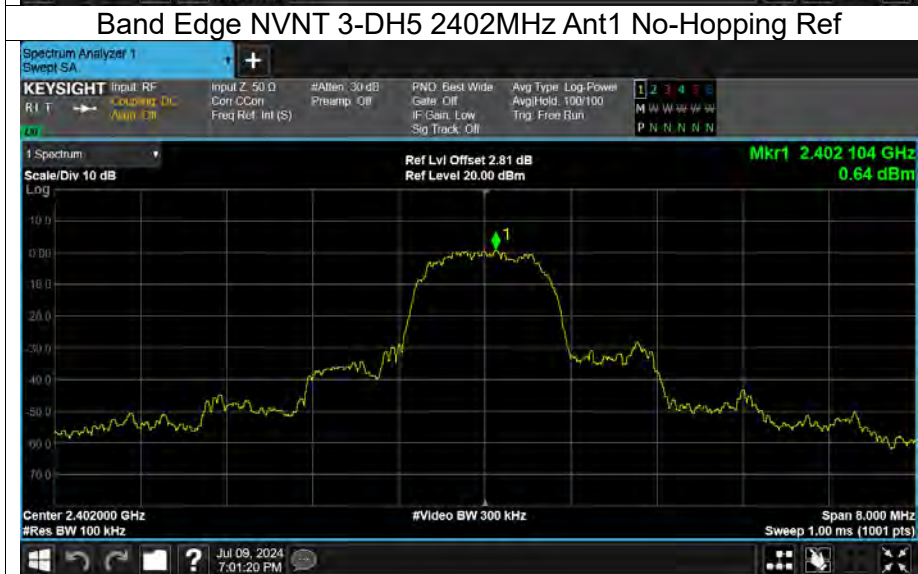 Band Edge NVNT 3-DH5 2402MHz Ant1 No-Hopping Ref
Spectrum Analyzer 1
Swept SA
+
KEYSIGHT Input: RF
R L T Coupling: DC
Align: Off
Input Z: 50 Ω
Corr CCorr
Freq Ref: Int (S)
#Atten: 30 dB
Preamp: Off
PNO: Best Wide
Gate: Off
IF Gain: Low
Sig Track: Off
Avg Type: Log-Power
Avg|Hold: 100/100
Trig: Free Run
1 2 3 4 5 6
M W W W W W
P N N N N N
1 Spectrum
Scale/Div 10 dB
Ref Lvl Offset 2.81 dB
Ref Level 20.00 dBm
Mkr1 2.402 104 GHz
0.64 dBm
Log
10.0
0.00
-10.0
-20.0
-30.0
-40.0
-50.0
-60.0
-70.0
1
Center 2.402000 GHz
#Res BW 100 kHz
#Video BW 300 kHz
Span 8.000 MHz
Sweep 1.00 ms (1001 pts)
?
Jul 09, 2024
7:01:20 PM